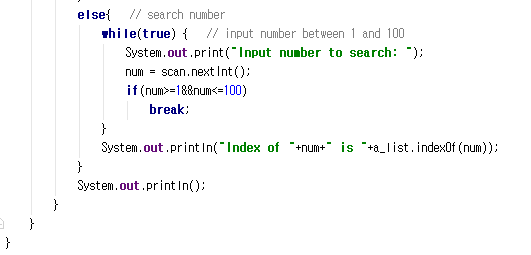 else{   // search number
while(true) {   // input number between 1 and 100
System.out.print("Input number to search: ");
num = scan.nextInt();
if(num>=1&&num<=100)
break;
}
System.out.println("Index of "+num+" is "+a_list.indexOf(num));
}
System.out.println();
}
}
}